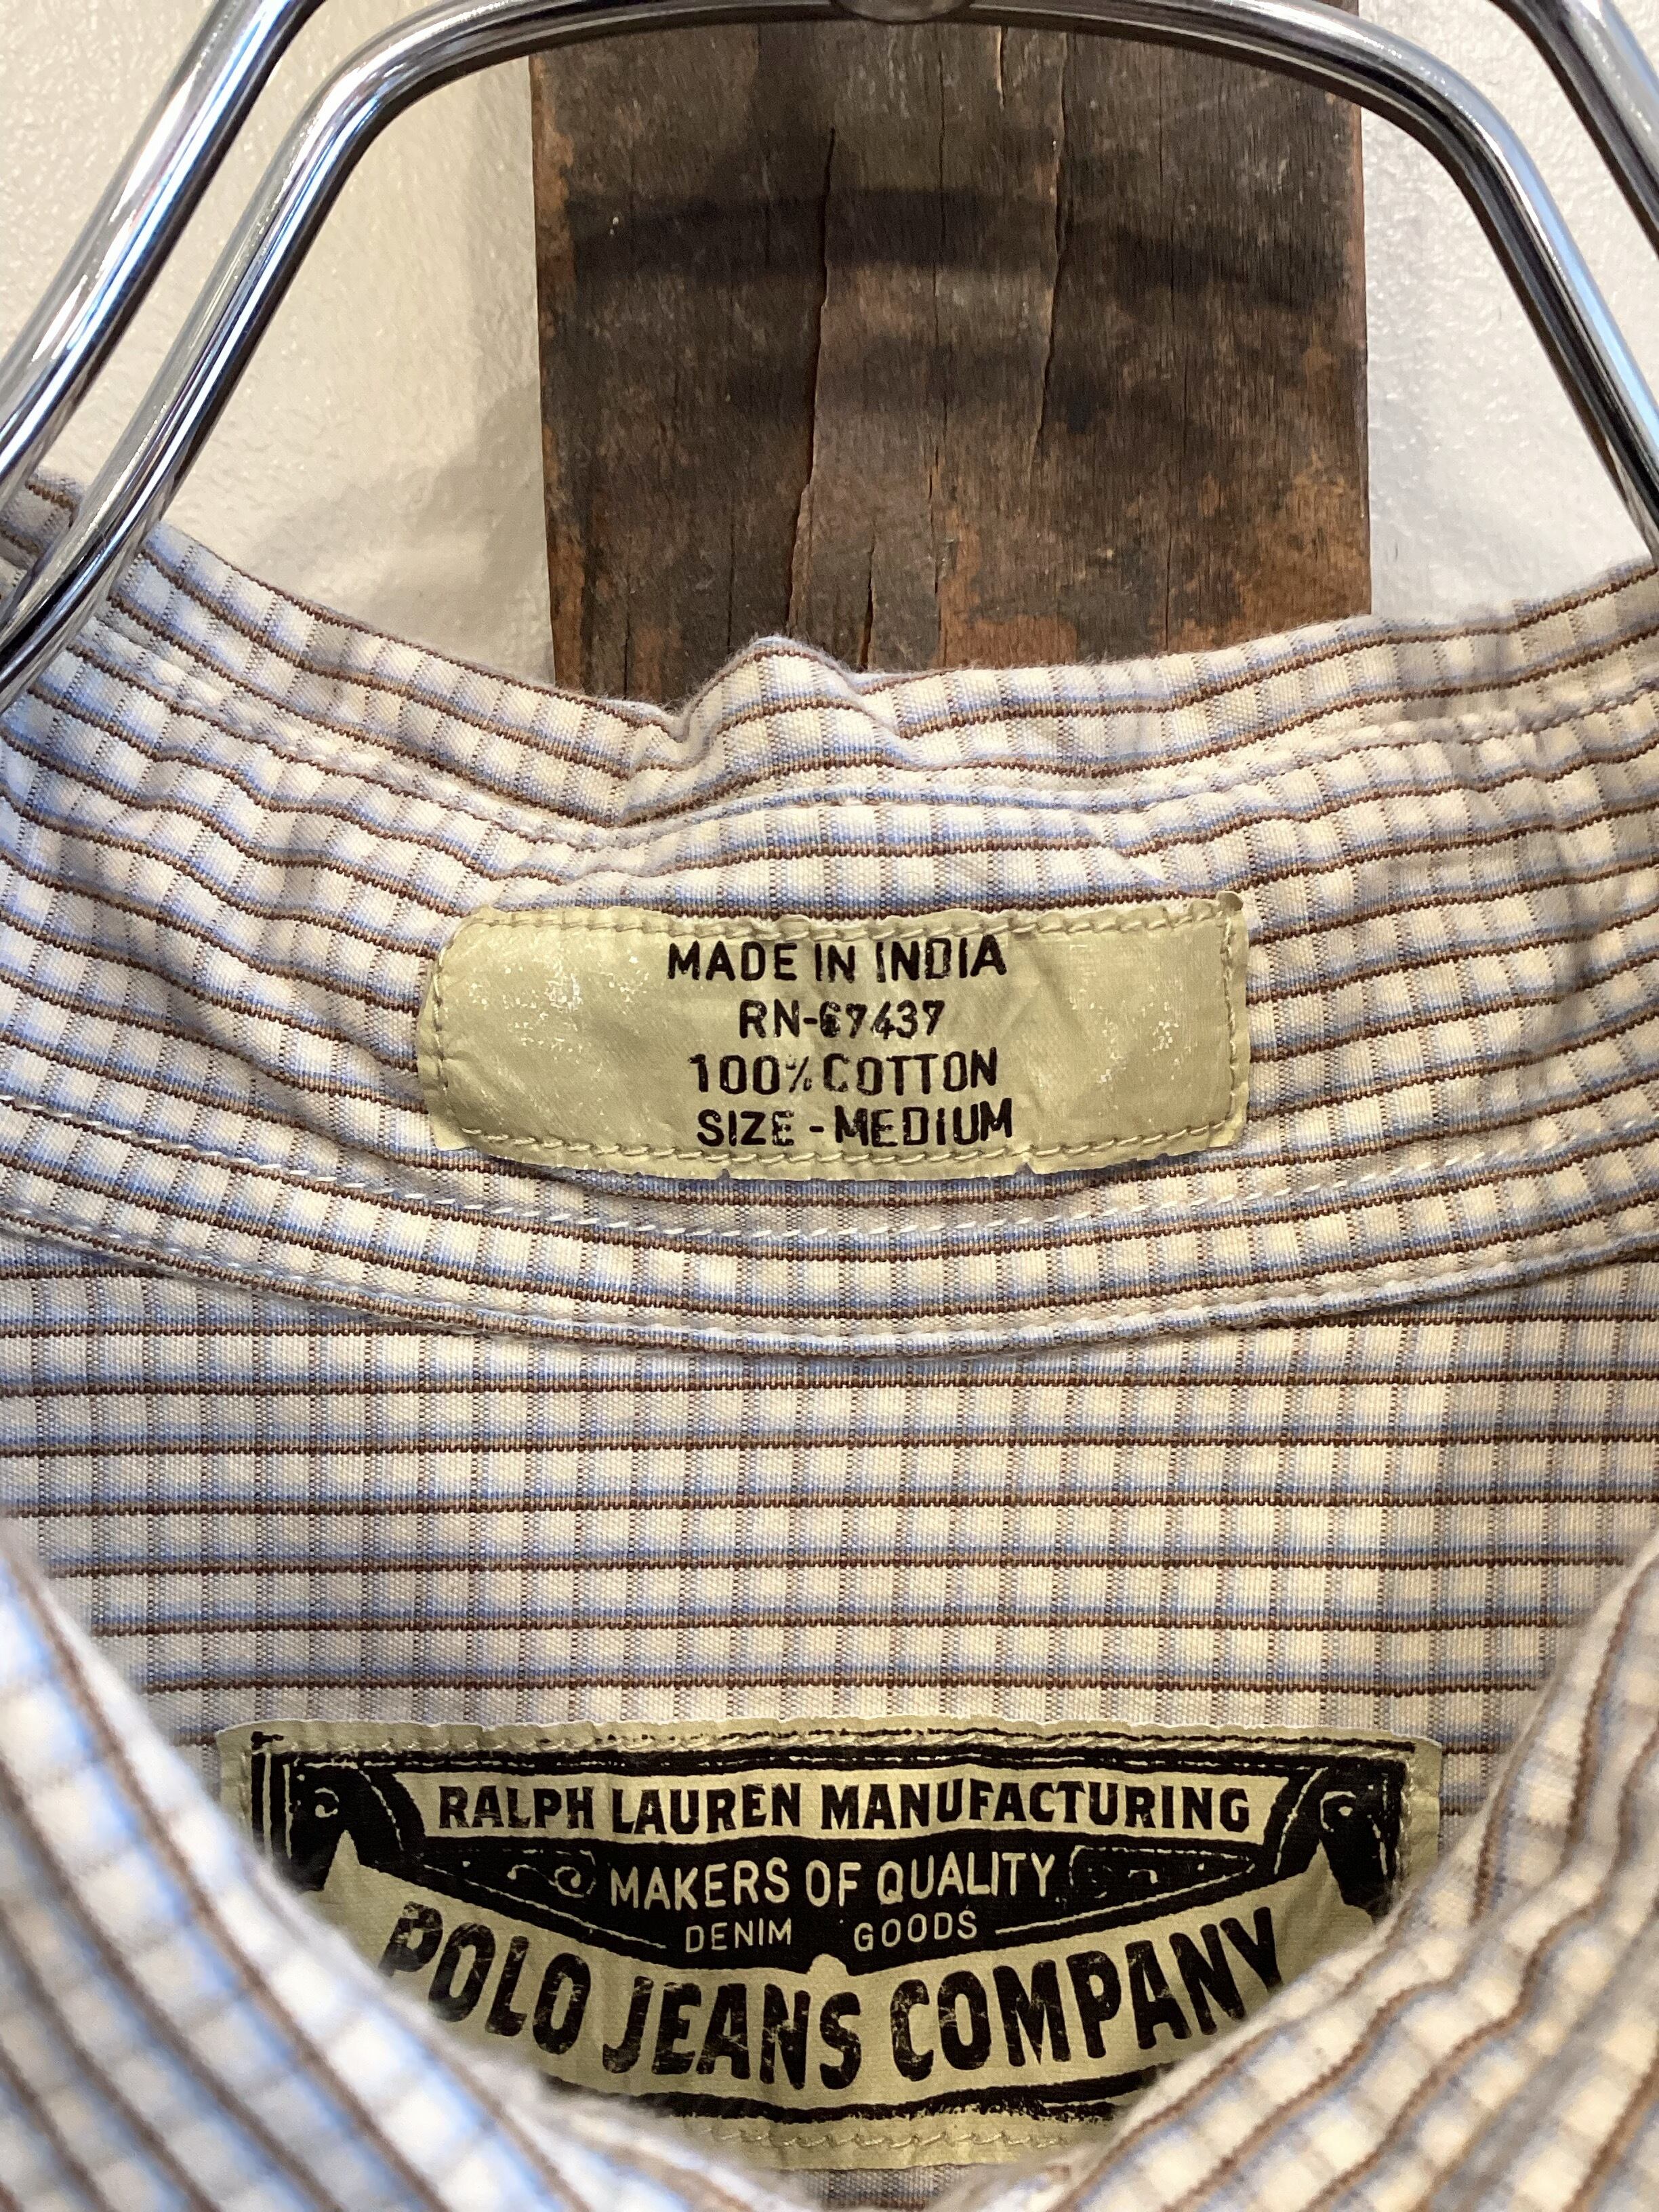 MADE IN INDIA
RN-67437
100% COTTON
SIZE - MEDIUM
RALPH LAUREN MANUFACTURING
MAKERS OF QUALITY
DENIM GOODS
POLO JEANS COMPANY